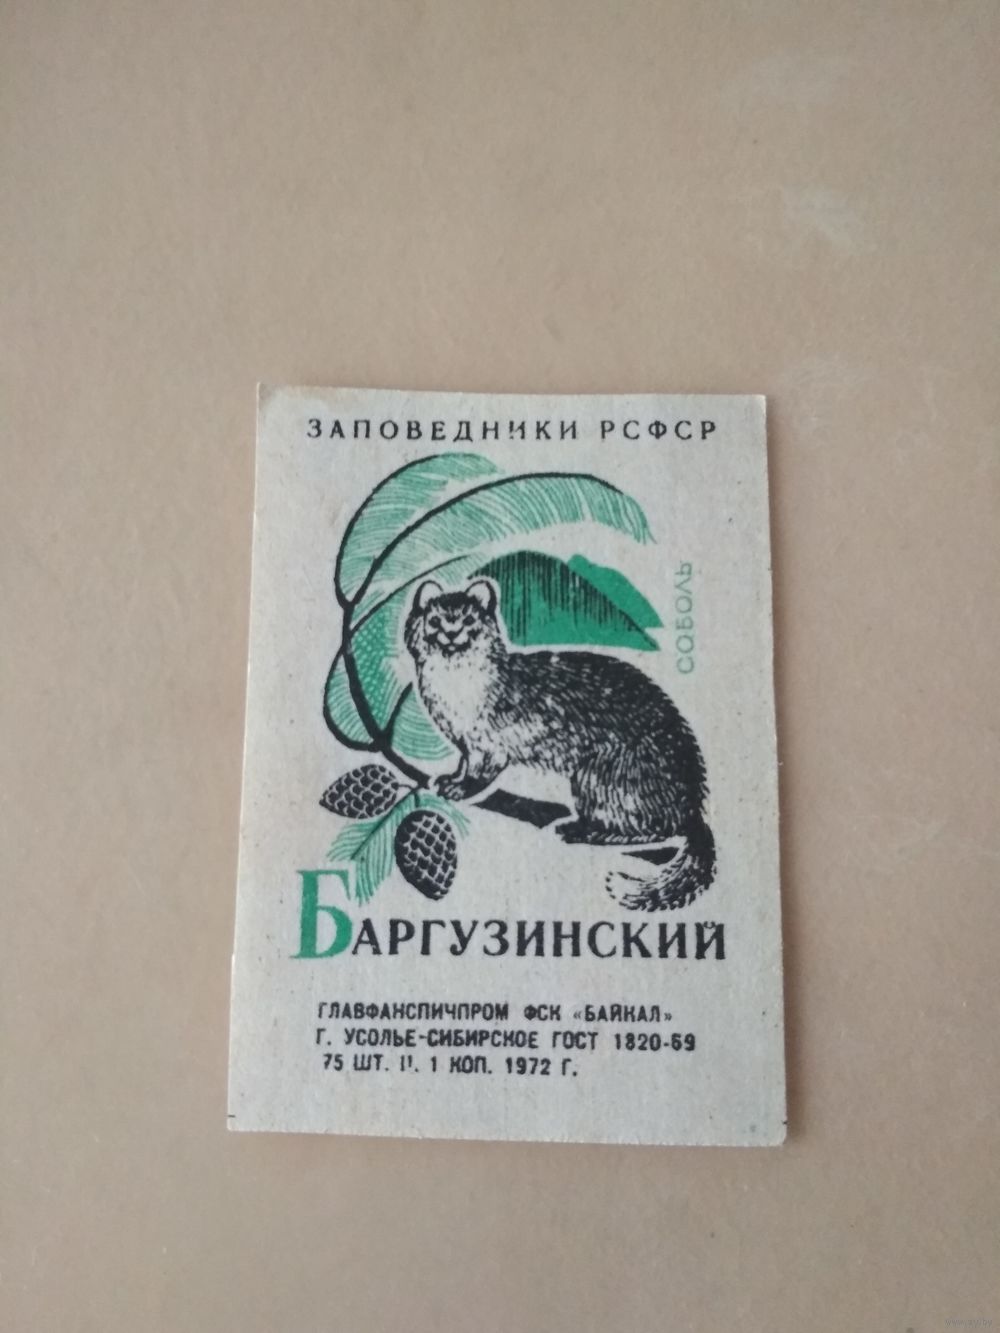 ЗАПОВЕДНИКИ РСФСР
СОБОЛЬ
БАРГУЗИНСКИЙ
ГЛАВФАНСПИЧПРОМ ФСК «БАЙКАЛ»
Г. УСОЛЬЕ-СИБИРСКОЕ ГОСТ 1820-69
75 ШТ. Ц. 1 КОП. 1972 Г.